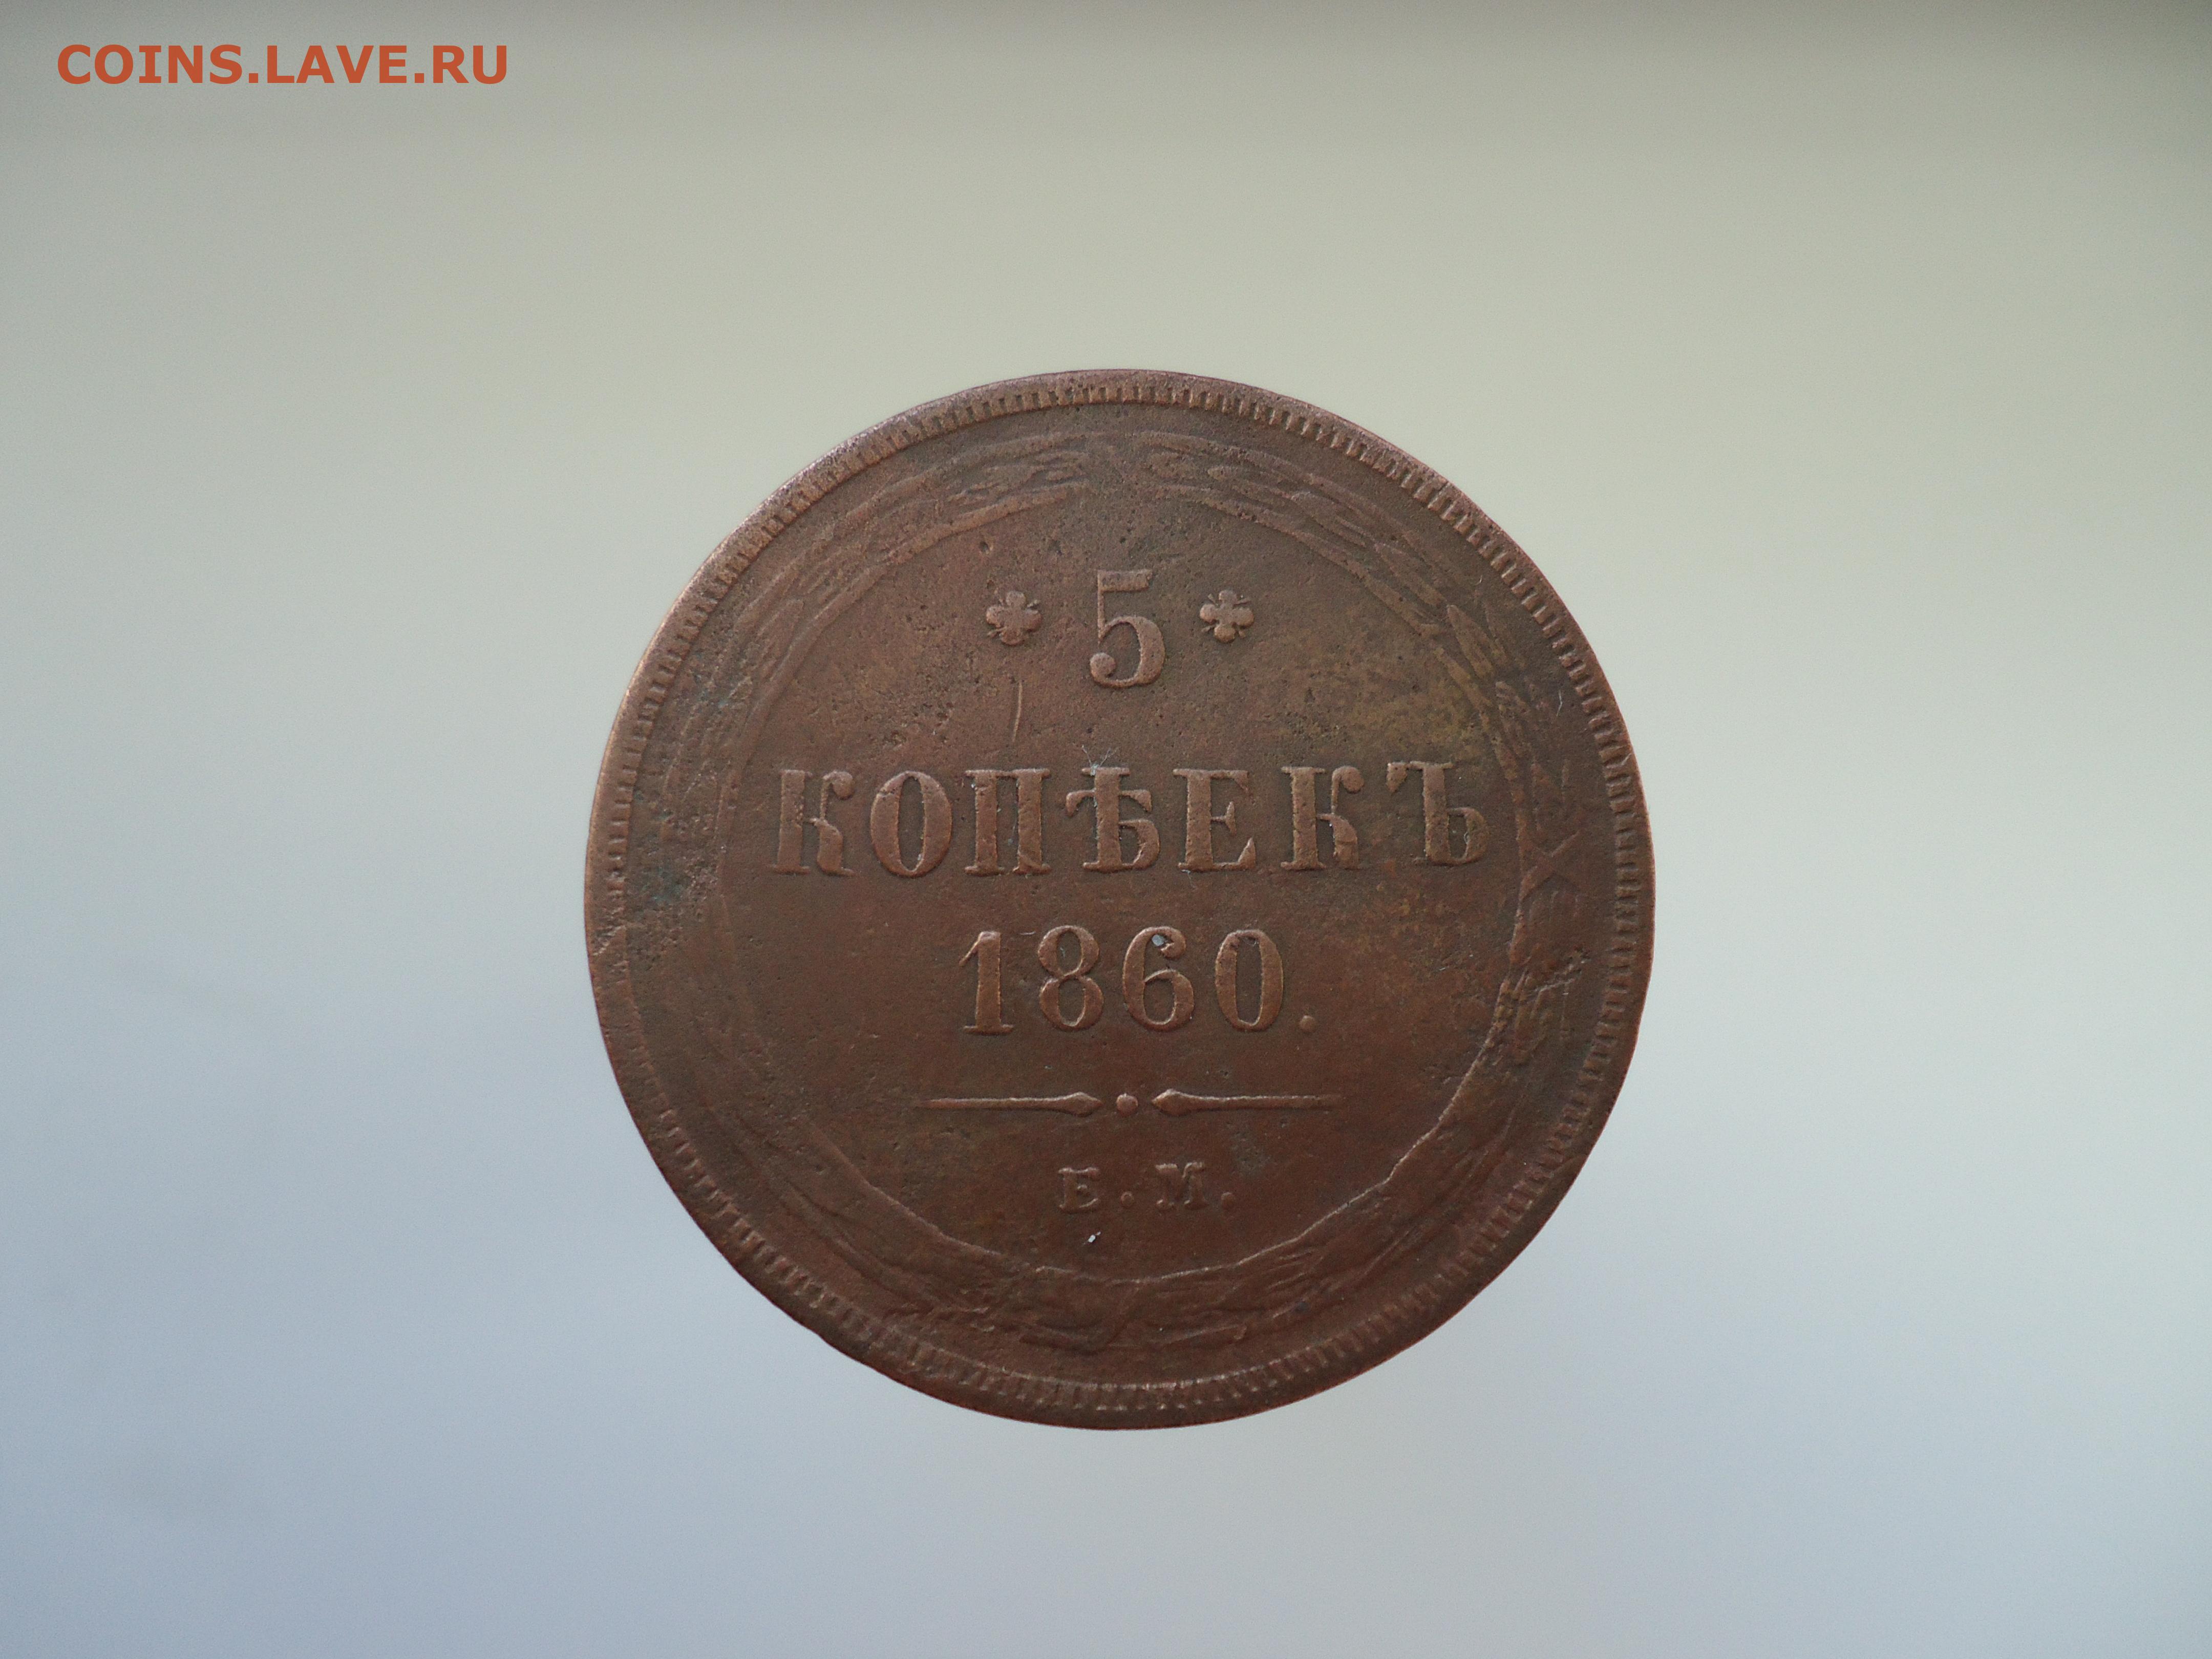 COINS.LAVE.RU
5
КОПѢЕКЪ
1860.
Е.М.